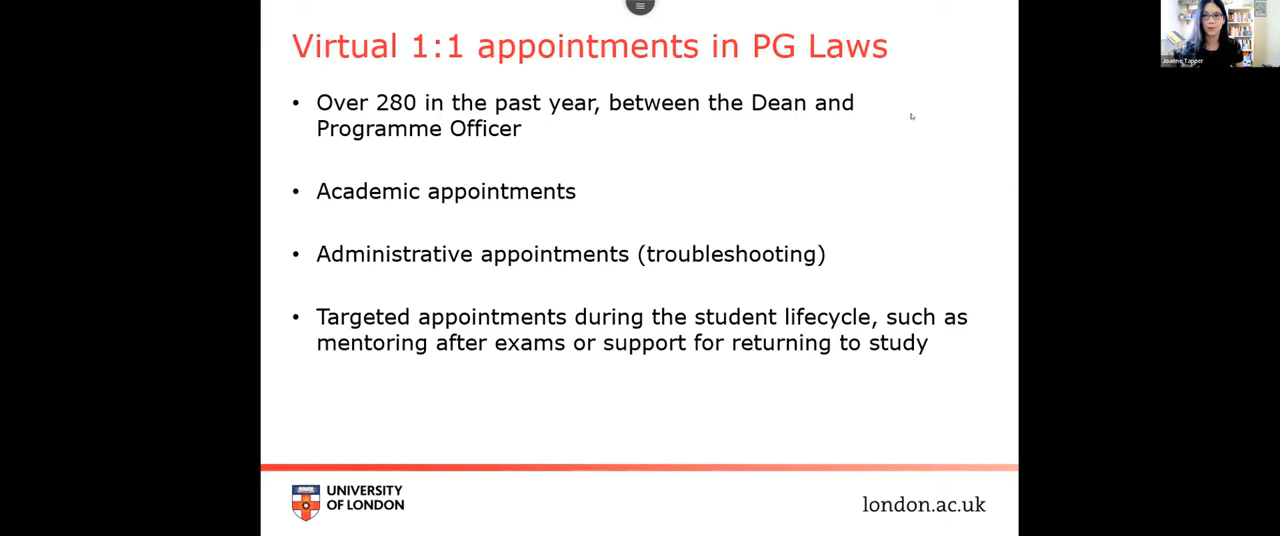 Virtual 1:1 appointments in PG Laws
Joanne Tapper
• Over 280 in the past year, between the Dean and
Programme Officer
• Academic appointments
• Administrative appointments (troubleshooting)
• Targeted appointments during the student lifecycle, such as
mentoring after exams or support for returning to study
UNIVERSITY
OF LONDON
london.ac.uk